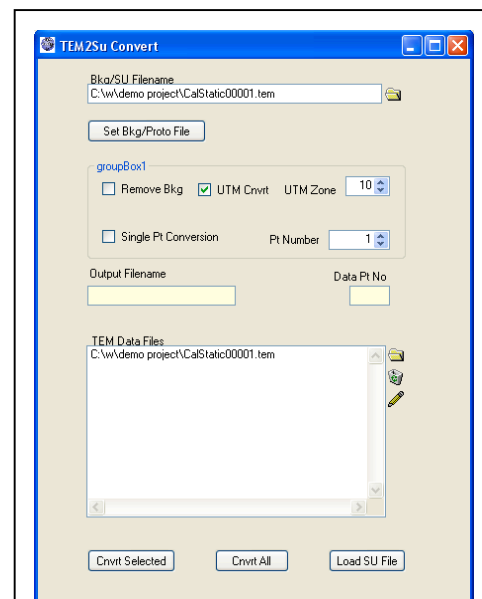 TEM2Su Convert
Bkg/SU Filename
C:\w\demo project\CalStatic00001.tem
Set Bkg/Proto File
groupBox1
Remove Bkg UTM Cnvrt UTM Zone 10
Single Pt Conversion Pt Number 1
Output Filename Data Pt No
TEM Data Files
C:\w\demo project\CalStatic00001.tem
Cnvrt Selected Cnvrt All Load SU File